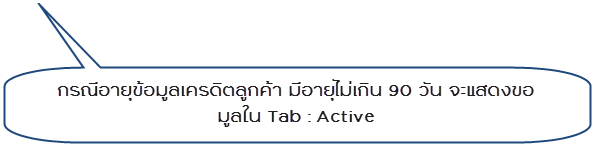 กรณีอายุข้อมูลเครดิตลูกค้า มีอายุไม่เกิน 90 วัน จะแสดงขอ
มูลใน Tab : Active